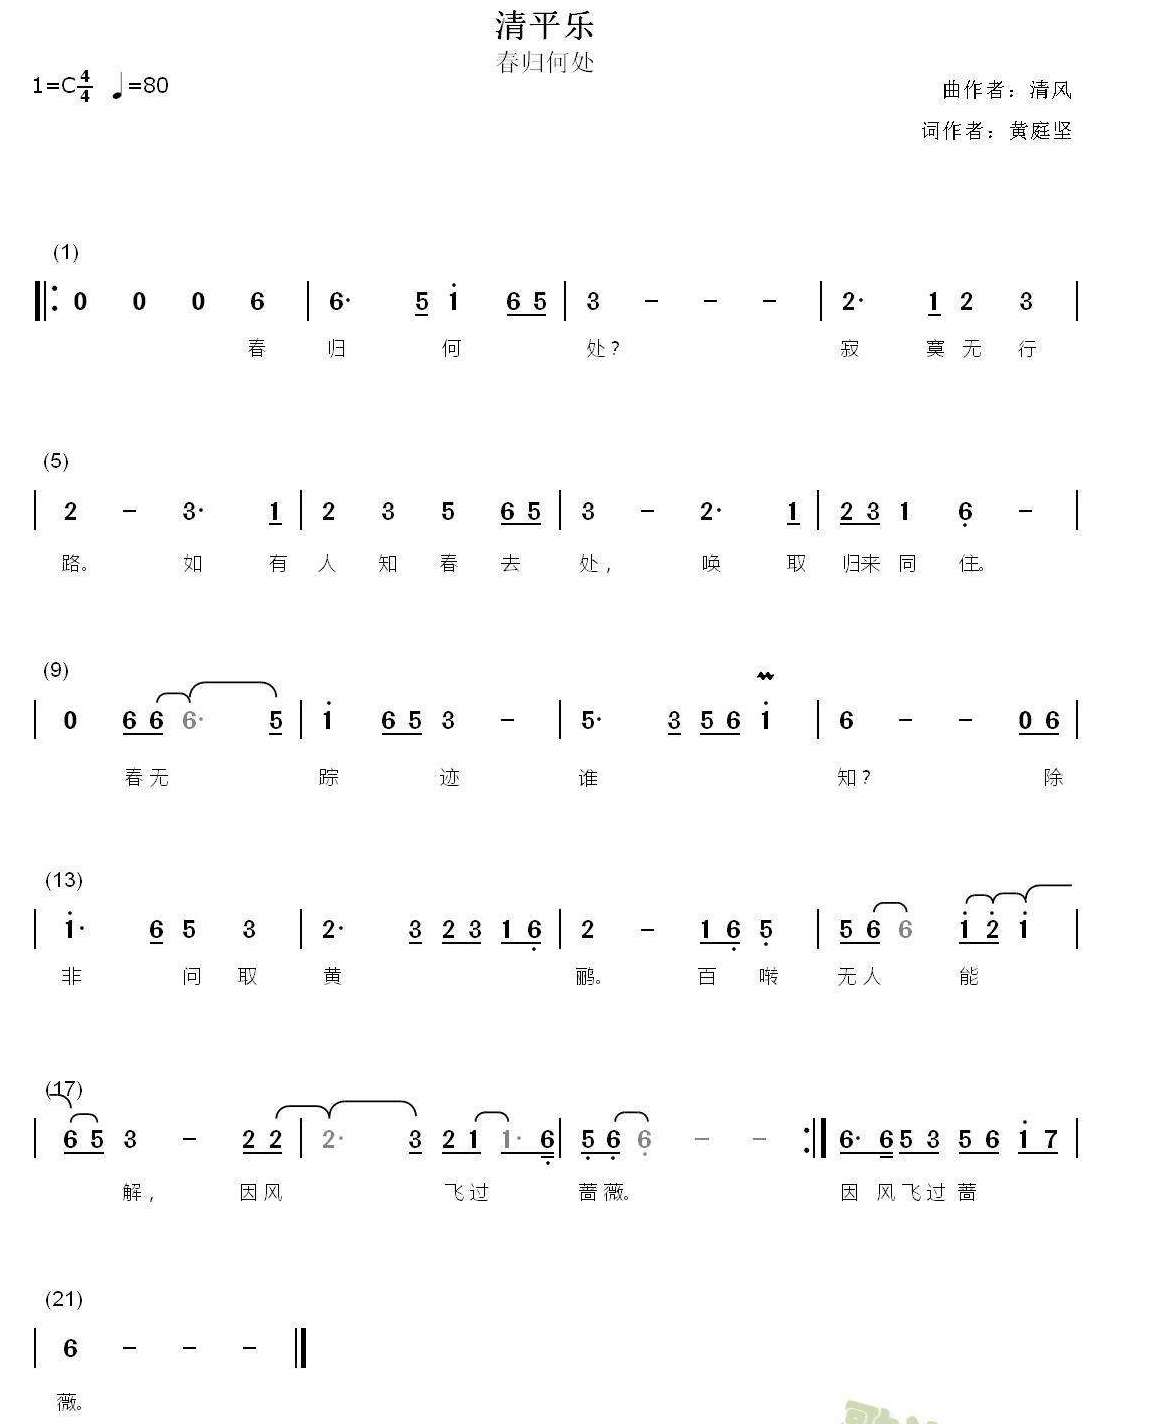 清平乐
春归何处
1=C 4/4 ♩=80
曲作者：清风
词作者：黄庭坚
(1)
‖: 0 0 0 6 | 6· 5 i 6 5 | 3 - - - | 2· 1 2 3 |
春 归 何 处？ 寂 寞 无 行
(5)
| 2 - 3· 1 | 2 3 5 6 5 | 3 - 2· 1 | 2 3 1 6̣ - |
路。 如 有 人 知 春 去 处， 唤 取 归来 同 住。
(9)
| 0 6 6 6· 5 | i 6 5 3 - | 5· 3 5 6 i | 6 - - 0 6 |
春 无 踪 迹 谁 知？ 除
(13)
| i· 6 5 3 | 2· 3 2 3 1 6̣ | 2 - 1 6̣ 5̣ | 5 6 6 i 2̇ i |
非 问 取 黄 鹂。 百 啭 无 人 能
(17)
| 6 5 3 - 2 2 | 2· 3 2 1 1· 6̣ | 5̣ 6̣ 6̣ - - :‖ 6· 6 5 3 5 6 i 7 |
解， 因 风 飞 过 蔷 薇。 因 风 飞 过 蔷
(21)
| 6 - - - ‖
薇。